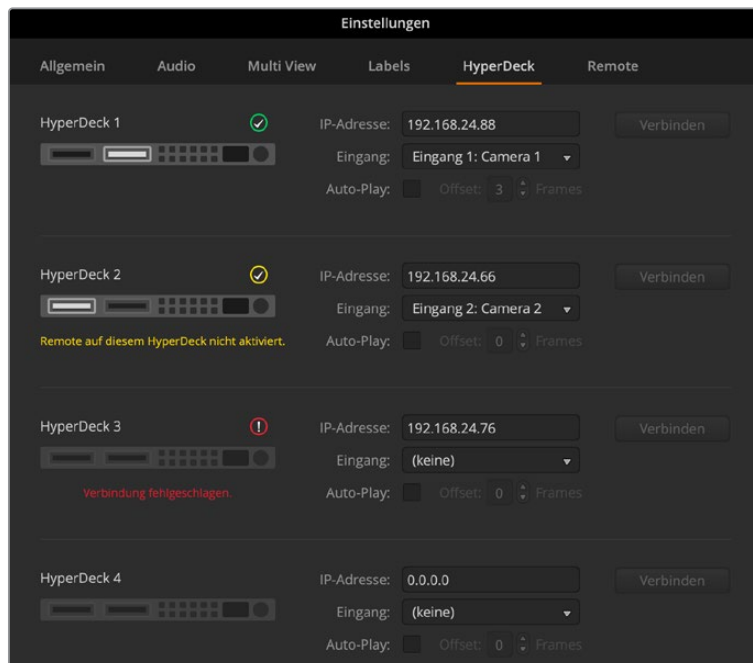 Einstellungen
Allgemein Audio Multi View Labels HyperDeck Remote
HyperDeck 1 IP-Adresse: 192.168.24.88 Verbinden
Eingang: Eingang 1: Camera 1
Auto-Play: Offset: 3 Frames
HyperDeck 2 IP-Adresse: 192.168.24.66 Verbinden
Eingang: Eingang 2: Camera 2
Remote auf diesem HyperDeck nicht aktiviert. Auto-Play: Offset: 0 Frames
HyperDeck 3 IP-Adresse: 192.168.24.76 Verbinden
Eingang: (keine)
Verbindung fehlgeschlagen. Auto-Play: Offset: 0 Frames
HyperDeck 4 IP-Adresse: 0.0.0.0 Verbinden
Eingang: (keine)
Auto-Play: Offset: 0 Frames